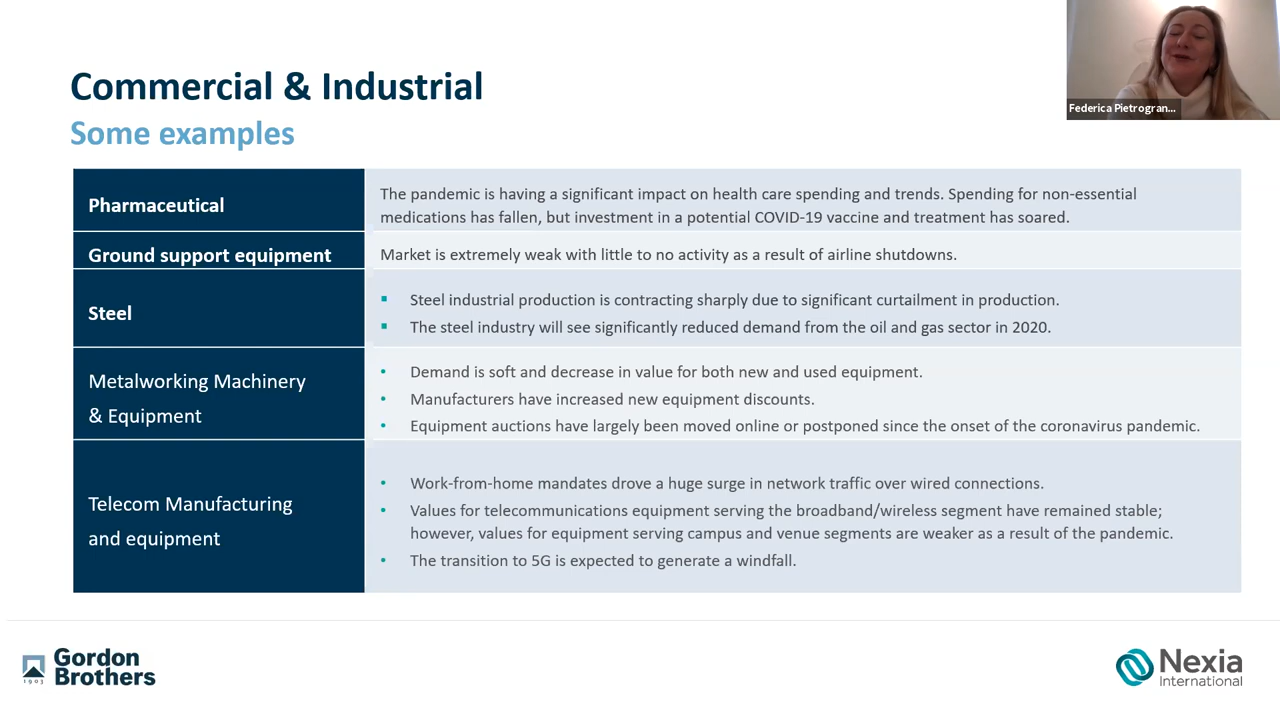 Federica Pietrogran...
Commercial & Industrial
Some examples
Pharmaceutical
The pandemic is having a significant impact on health care spending and trends. Spending for non-essential
medications has fallen, but investment in a potential COVID-19 vaccine and treatment has soared.
Ground support equipment
Market is extremely weak with little to no activity as a result of airline shutdowns.
Steel
▪ Steel industrial production is contracting sharply due to significant curtailment in production.
▪ The steel industry will see significantly reduced demand from the oil and gas sector in 2020.
Metalworking Machinery
& Equipment
• Demand is soft and decrease in value for both new and used equipment.
• Manufacturers have increased new equipment discounts.
• Equipment auctions have largely been moved online or postponed since the onset of the coronavirus pandemic.
Telecom Manufacturing
and equipment
• Work-from-home mandates drove a huge surge in network traffic over wired connections.
• Values for telecommunications equipment serving the broadband/wireless segment have remained stable;
however, values for equipment serving campus and venue segments are weaker as a result of the pandemic.
• The transition to 5G is expected to generate a windfall.
Gordon
Brothers
1903
Nexia
International